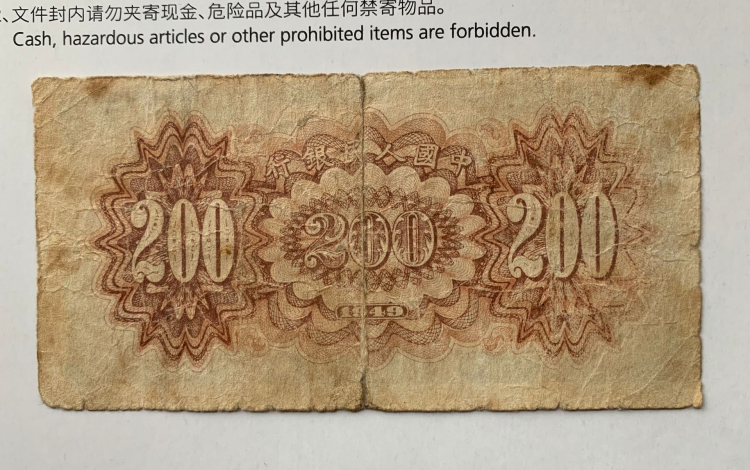 、文件封内请勿夹寄现金、危险品及其他任何禁寄物品。
Cash, hazardous articles or other prohibited items are forbidden.
行銀民人國中
200 200 200
1949